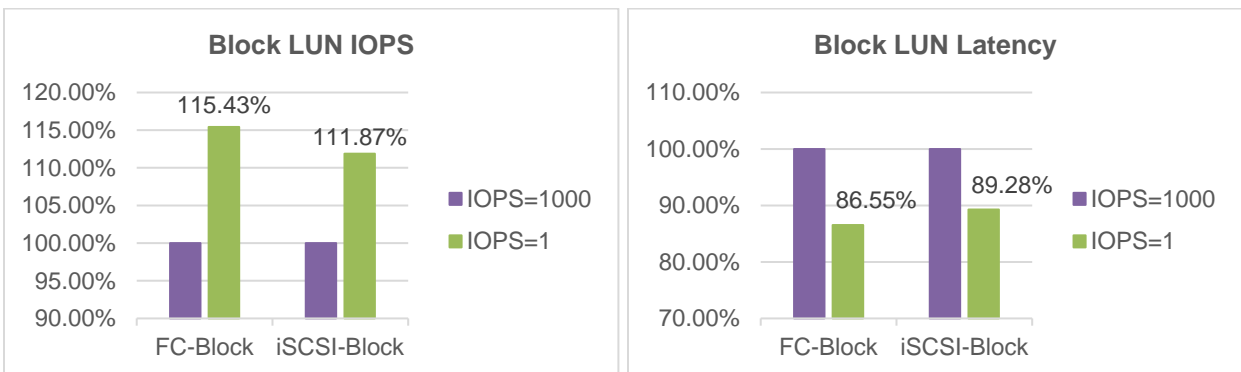 Block LUN IOPS
120.00%
115.00%
110.00%
105.00%
100.00%
95.00%
90.00%
115.43%
111.87%
FC-Block
iSCSI-Block
IOPS=1000
IOPS=1
Block LUN Latency
110.00%
100.00%
90.00%
80.00%
70.00%
86.55%
89.28%
FC-Block
iSCSI-Block
IOPS=1000
IOPS=1